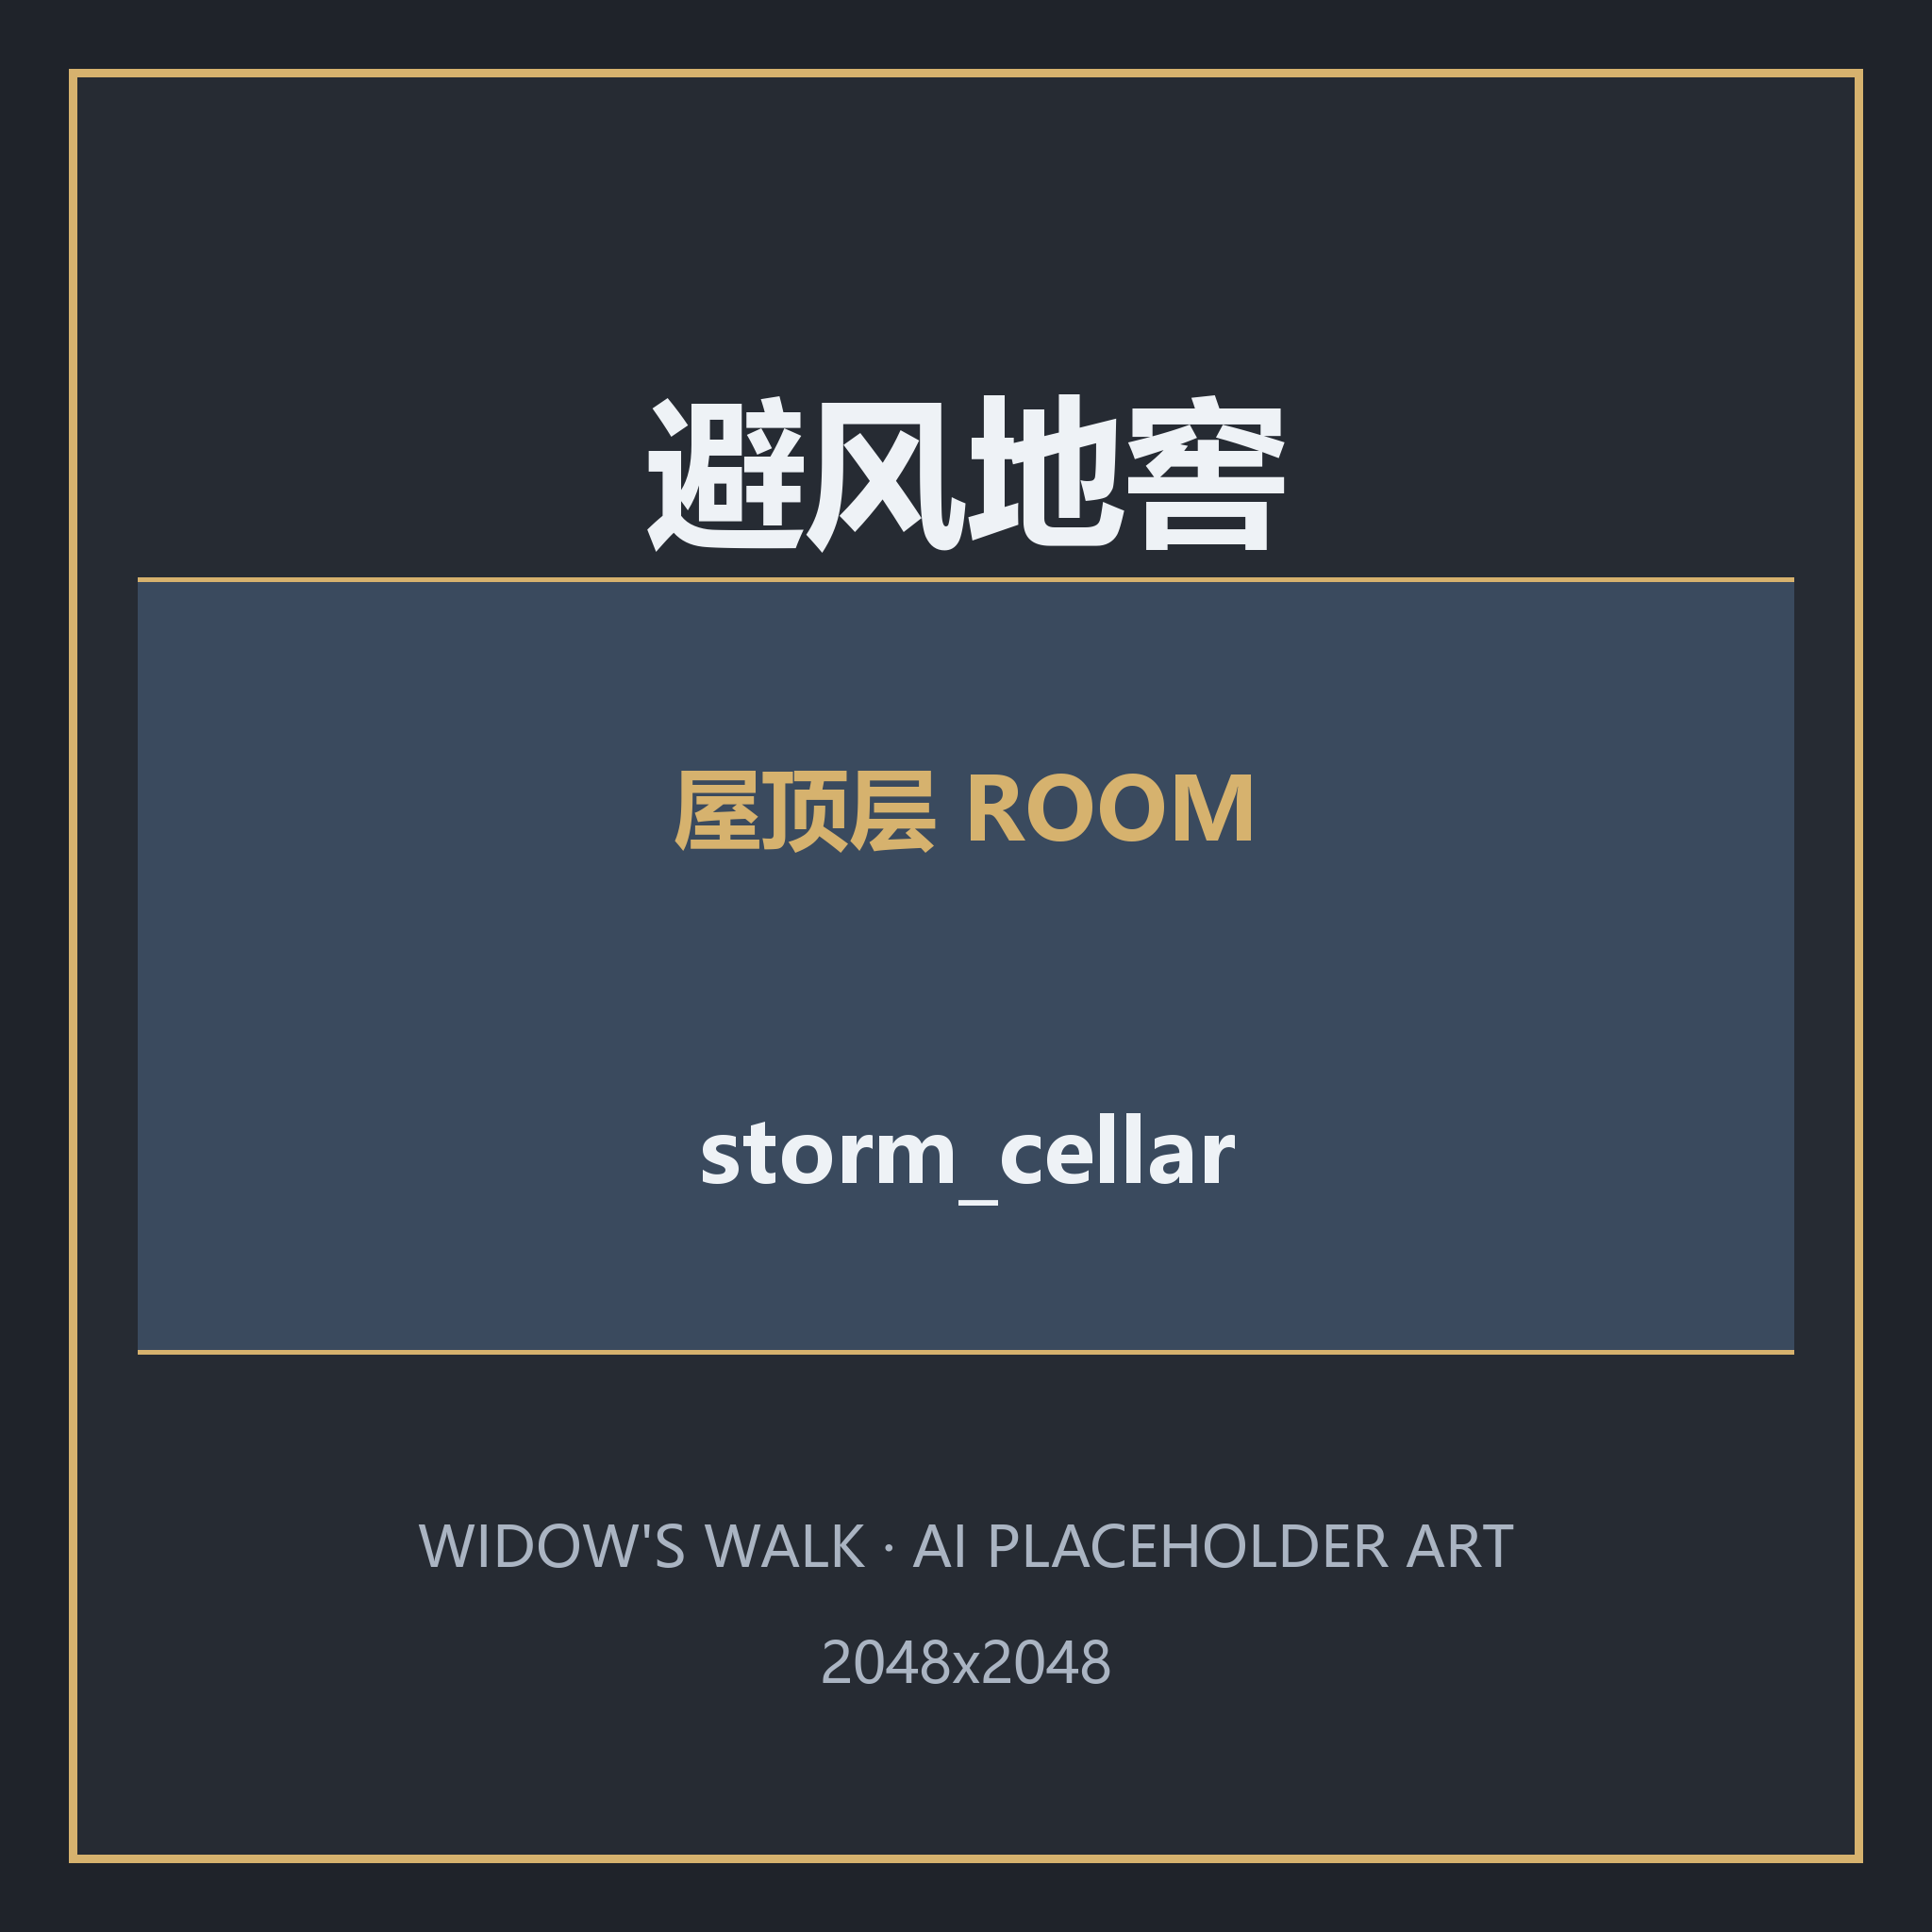 避风地窖
屋顶层 ROOM
storm_cellar
WIDOW'S WALK · AI PLACEHOLDER ART
2048x2048